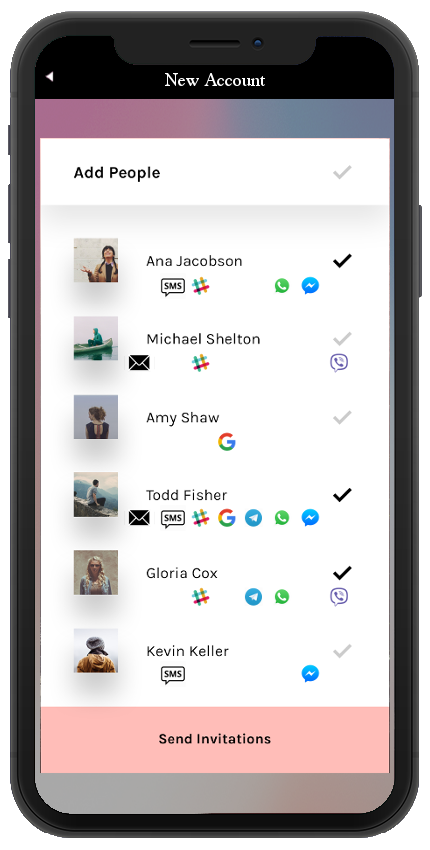 New Account
Add People
Ana Jacobson
SMS
Michael Shelton
Amy Shaw
G
Todd Fisher
SMS G
Gloria Cox
Kevin Keller
SMS
Send Invitations